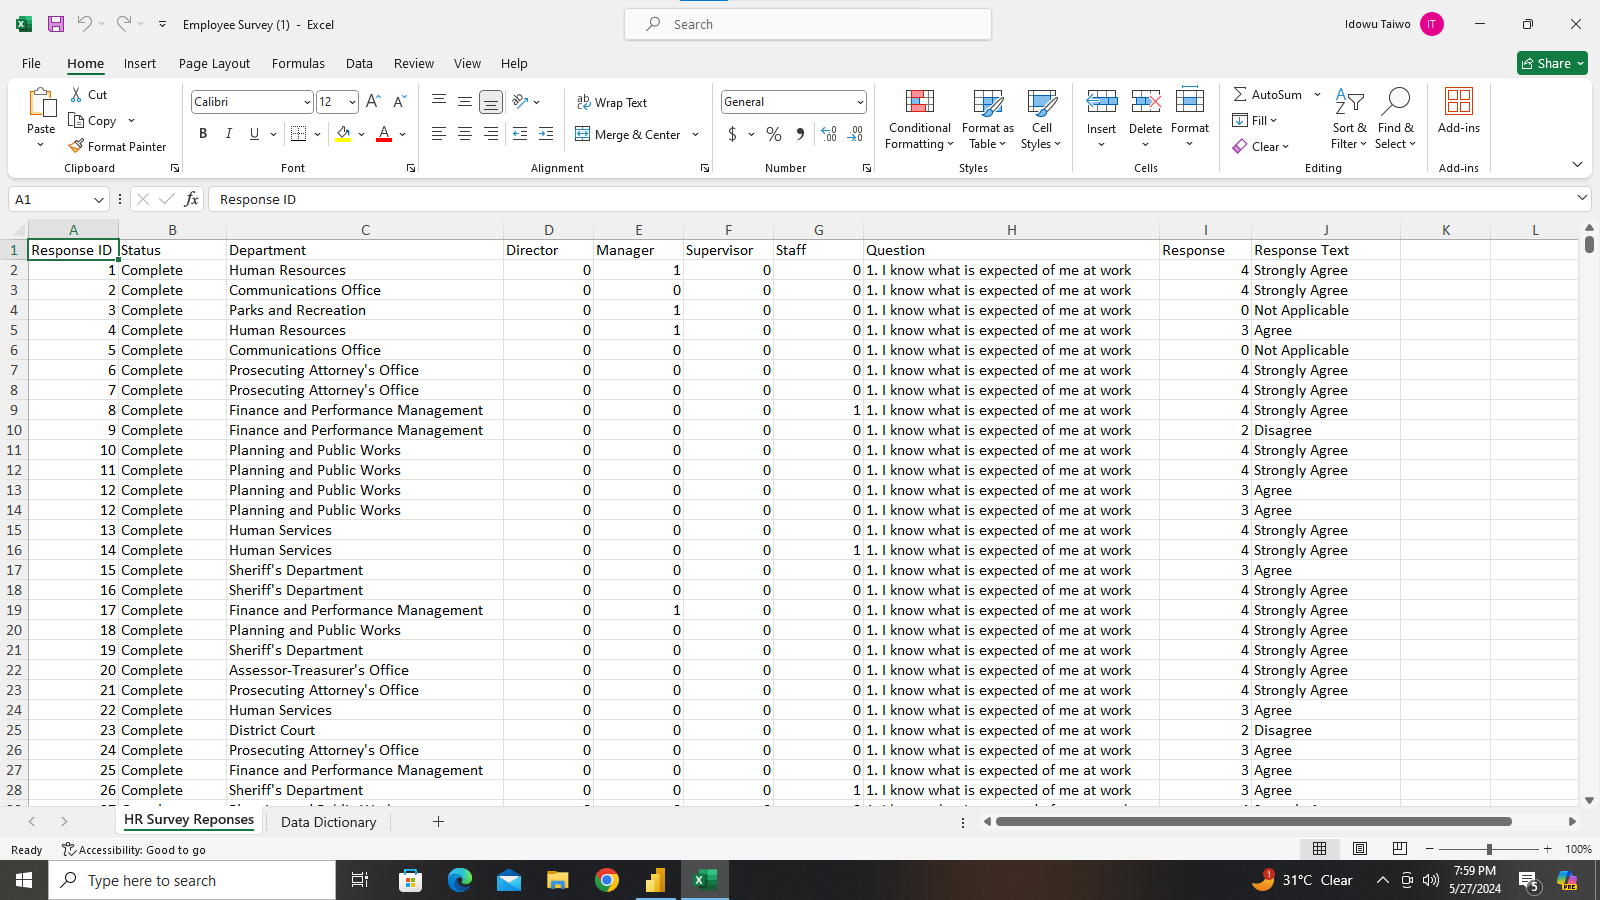 Employee Survey (1) - Excel
Search
Idowu Taiwo
IT
File Home Insert Page Layout Formulas Data Review View Help
Share
Paste
Cut
Copy
Format Painter
Clipboard
Calibri
12
B I U
A
Font
Wrap Text
Merge & Center
Alignment
General
$ % ,
Number
Conditional Formatting
Format as Table
Cell Styles
Styles
Insert Delete Format
Cells
AutoSum
Fill
Clear
Sort & Filter
Find & Select
Editing
Add-ins
Add-ins
A1
fx
Response ID
A B C D E F G H I J K L
1 Response ID Status Department Director Manager Supervisor Staff Question Response Response Text
2 1 Complete Human Resources 0 1 0 0 1. I know what is expected of me at work 4 Strongly Agree
3 2 Complete Communications Office 0 0 0 0 1. I know what is expected of me at work 4 Strongly Agree
4 3 Complete Parks and Recreation 0 1 0 0 1. I know what is expected of me at work 0 Not Applicable
5 4 Complete Human Resources 0 1 0 0 1. I know what is expected of me at work 3 Agree
6 5 Complete Communications Office 0 0 0 0 1. I know what is expected of me at work 0 Not Applicable
7 6 Complete Prosecuting Attorney's Office 0 0 0 0 1. I know what is expected of me at work 4 Strongly Agree
8 7 Complete Prosecuting Attorney's Office 0 0 0 0 1. I know what is expected of me at work 4 Strongly Agree
9 8 Complete Finance and Performance Management 0 0 0 1 1. I know what is expected of me at work 4 Strongly Agree
10 9 Complete Finance and Performance Management 0 0 0 0 1. I know what is expected of me at work 2 Disagree
11 10 Complete Planning and Public Works 0 0 0 0 1. I know what is expected of me at work 4 Strongly Agree
12 11 Complete Planning and Public Works 0 0 0 0 1. I know what is expected of me at work 4 Strongly Agree
13 12 Complete Planning and Public Works 0 0 0 0 1. I know what is expected of me at work 3 Agree
14 12 Complete Planning and Public Works 0 0 0 0 1. I know what is expected of me at work 3 Agree
15 13 Complete Human Services 0 0 0 0 1. I know what is expected of me at work 4 Strongly Agree
16 14 Complete Human Services 0 0 0 1 1. I know what is expected of me at work 4 Strongly Agree
17 15 Complete Sheriff's Department 0 0 0 0 1. I know what is expected of me at work 3 Agree
18 16 Complete Sheriff's Department 0 0 0 0 1. I know what is expected of me at work 4 Strongly Agree
19 17 Complete Finance and Performance Management 0 1 0 0 1. I know what is expected of me at work 4 Strongly Agree
20 18 Complete Planning and Public Works 0 0 0 0 1. I know what is expected of me at work 4 Strongly Agree
21 19 Complete Sheriff's Department 0 0 0 0 1. I know what is expected of me at work 4 Strongly Agree
22 20 Complete Assessor-Treasurer's Office 0 0 0 0 1. I know what is expected of me at work 4 Strongly Agree
23 21 Complete Prosecuting Attorney's Office 0 0 0 0 1. I know what is expected of me at work 4 Strongly Agree
24 22 Complete Human Services 0 0 0 0 1. I know what is expected of me at work 3 Agree
25 23 Complete District Court 0 0 0 0 1. I know what is expected of me at work 2 Disagree
26 24 Complete Prosecuting Attorney's Office 0 0 0 0 1. I know what is expected of me at work 3 Agree
27 25 Complete Finance and Performance Management 0 0 0 0 1. I know what is expected of me at work 3 Agree
28 26 Complete Sheriff's Department 0 0 0 1 1. I know what is expected of me at work 3 Agree
HR Survey Reponses Data Dictionary
Ready Accessibility: Good to go
100%
Type here to search
1
31°C Clear
7:59 PM
5/27/2024
5
PRE